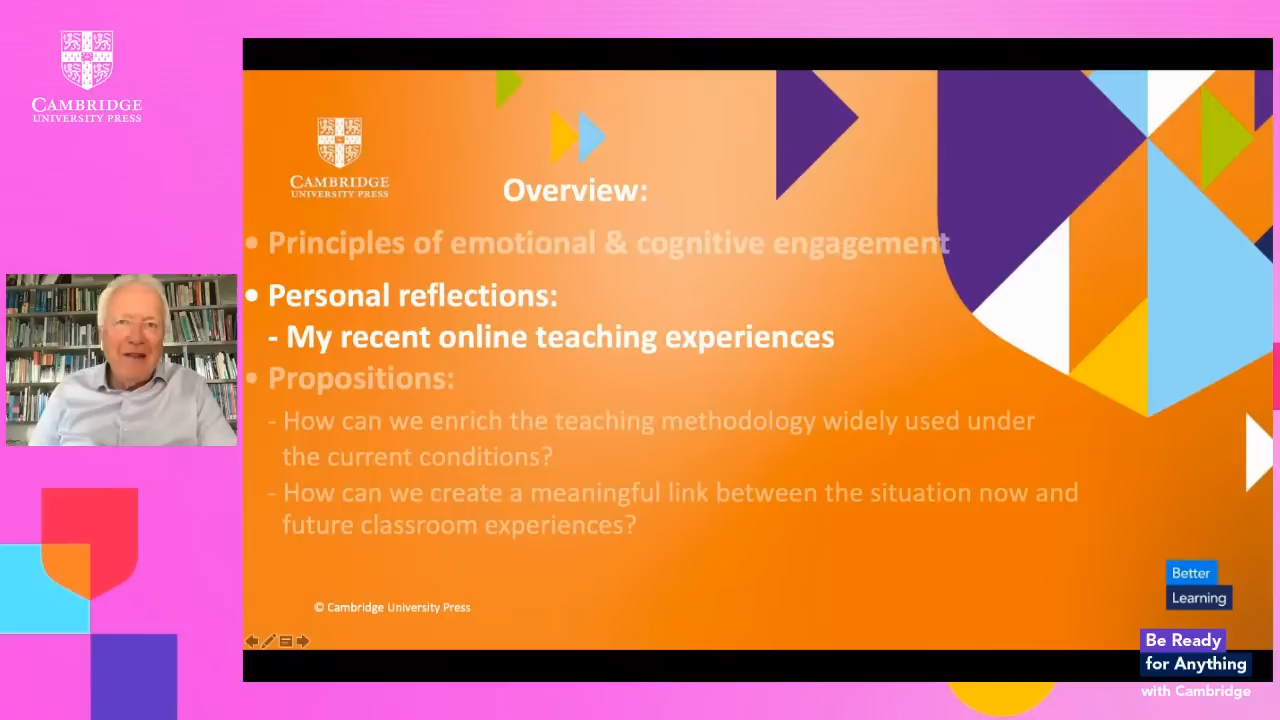 CAMBRIDGE
UNIVERSITY PRESS
CAMBRIDGE
UNIVERSITY PRESS
Overview:
• Principles of emotional & cognitive engagement
• Personal reflections:
- My recent online teaching experiences
• Propositions:
- How can we enrich the teaching methodology widely used under
the current conditions?
- How can we create a meaningful link between the situation now and
future classroom experiences?
© Cambridge University Press
Better
Learning
Be Ready
for Anything
with Cambridge